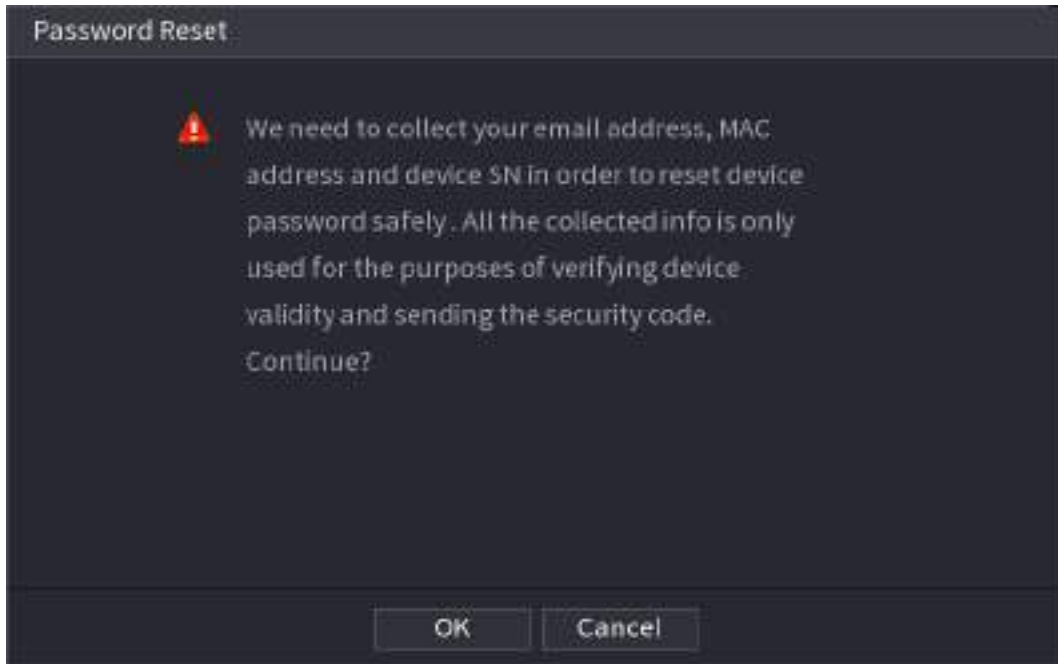 Password Reset
We need to collect your email address, MAC
address and device SN in order to reset device
password safely. All the collected info is only
used for the purposes of verifying device
validity and sending the security code.
Continue?
OK
Cancel